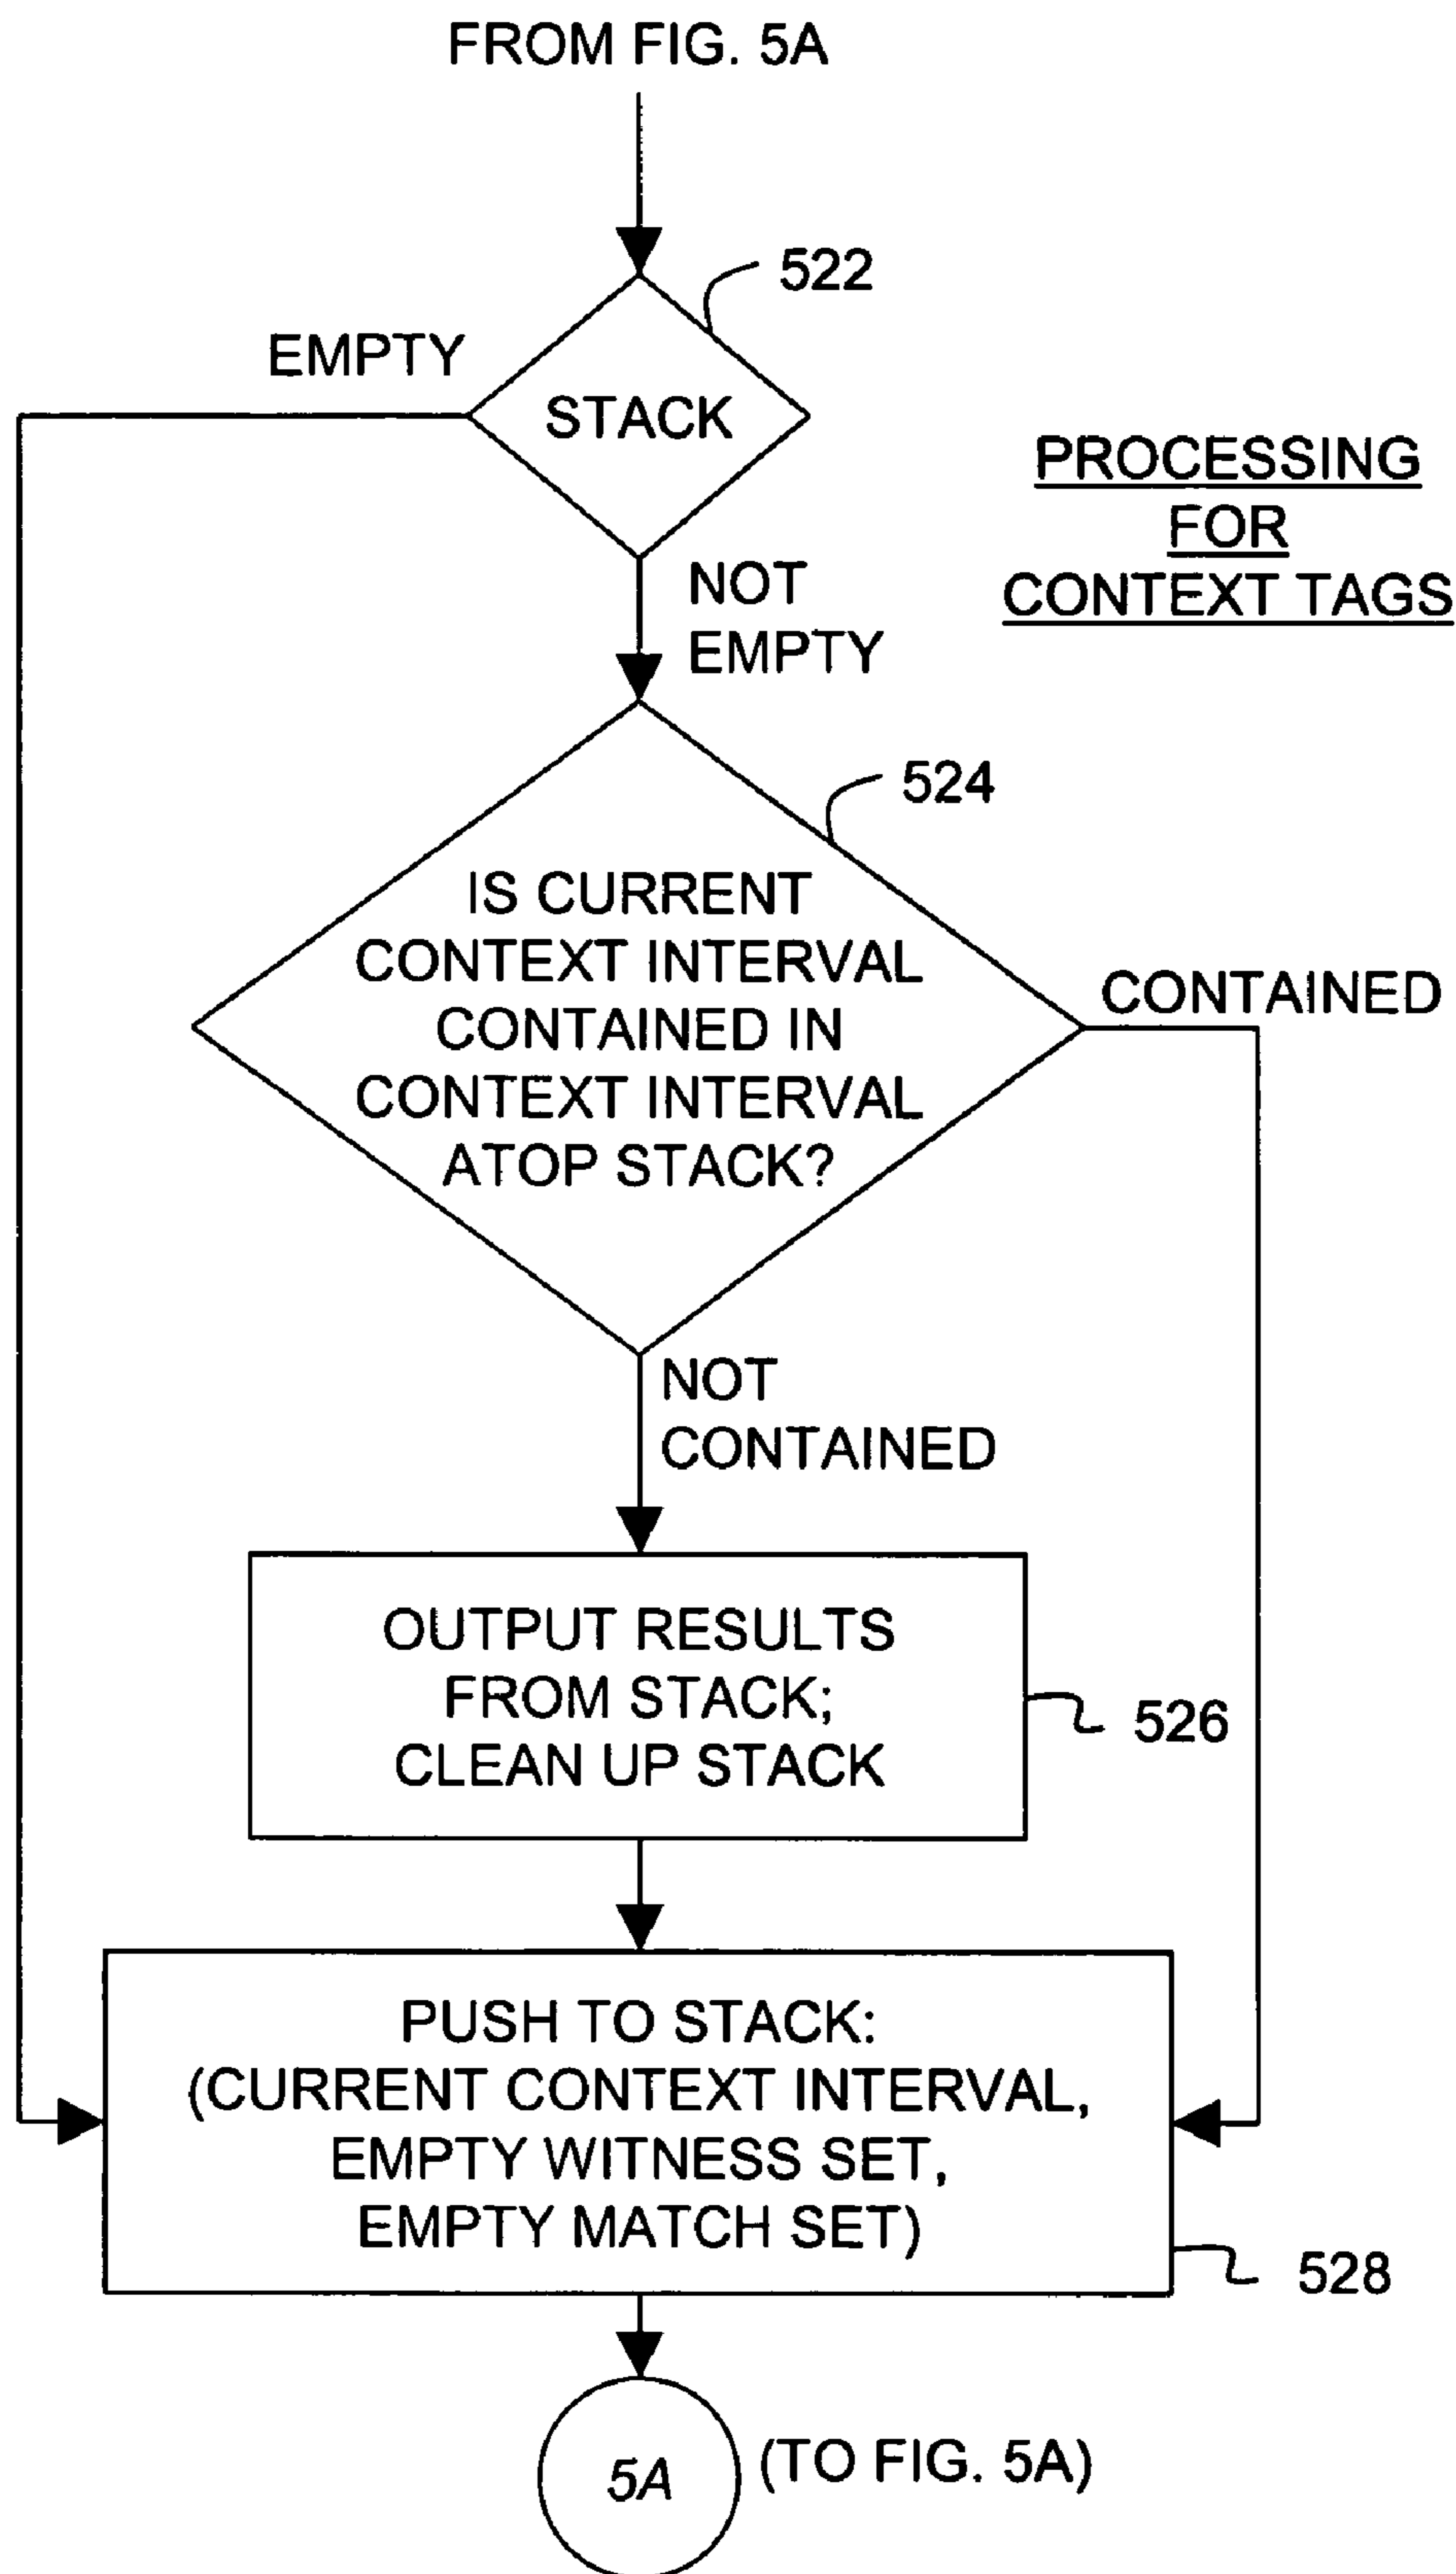 FROM FIG. 5A
522
EMPTY
STACK
PROCESSING
FOR
CONTEXT TAGS
NOT
EMPTY
524
IS CURRENT
CONTEXT INTERVAL
CONTAINED IN
CONTEXT INTERVAL
ATOP STACK?
CONTAINED
NOT
CONTAINED
OUTPUT RESULTS
FROM STACK;
CLEAN UP STACK
526
PUSH TO STACK:
(CURRENT CONTEXT INTERVAL,
EMPTY WITNESS SET,
EMPTY MATCH SET)
528
5A
(TO FIG. 5A)